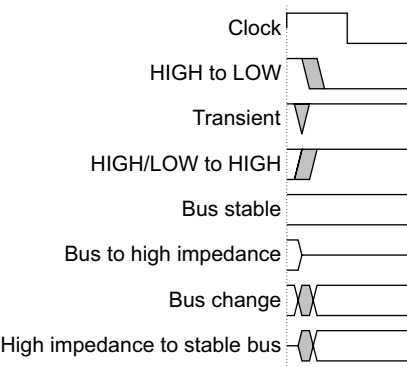 Clock
HIGH to LOW
Transient
HIGH/LOW to HIGH
Bus stable
Bus to high impedance
Bus change
High impedance to stable bus